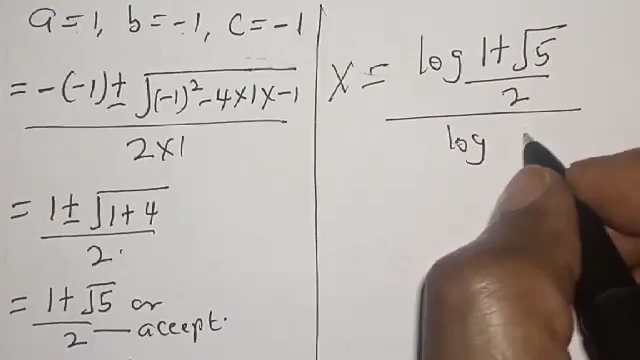 a = 1, b = -1, c = -1
= -(-1) ± √(-1)² - 4×1×-1
2×1
= 1 ± √1+4
2.
= 1+√5 or
2 — accept.
x = log 1+√5
2
log